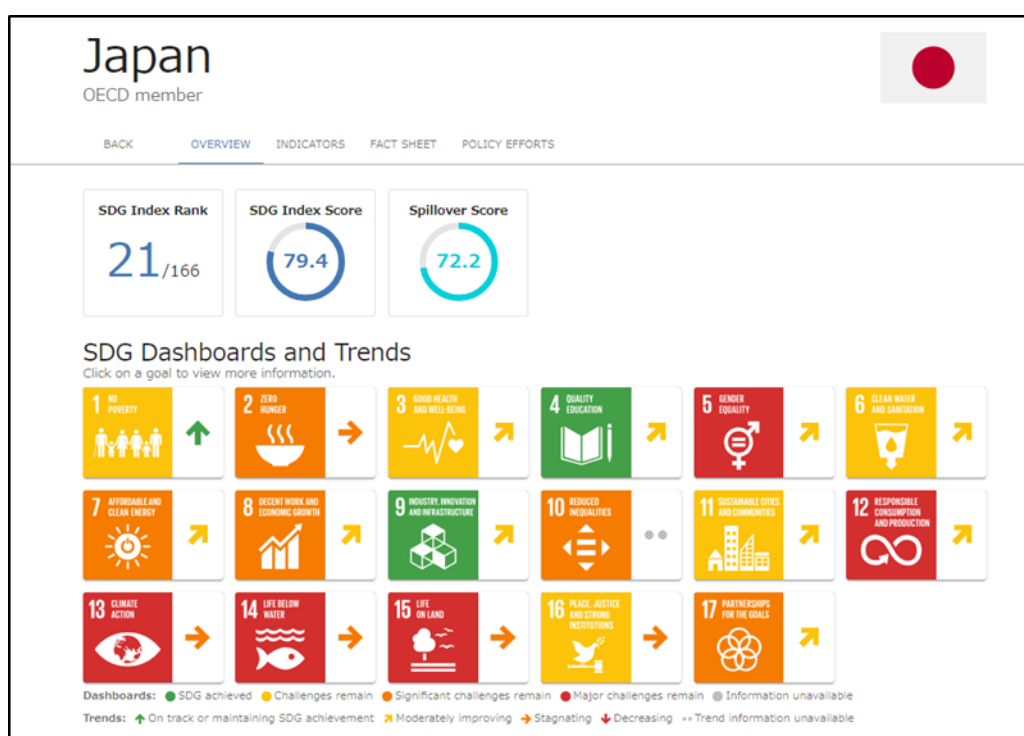 Japan
OECD member
BACK OVERVIEW INDICATORS FACT SHEET POLICY EFFORTS
SDG Index Rank SDG Index Score Spillover Score
21/166 79.4 72.2
SDG Dashboards and Trends
Click on a goal to view more information.
1 NO POVERTY
2 ZERO HUNGER
3 GOOD HEALTH AND WELL-BEING
4 QUALITY EDUCATION
5 GENDER EQUALITY
6 CLEAN WATER AND SANITATION
7 AFFORDABLE AND CLEAN ENERGY
8 DECENT WORK AND ECONOMIC GROWTH
9 INDUSTRY, INNOVATION AND INFRASTRUCTURE
10 REDUCED INEQUALITIES
11 SUSTAINABLE CITIES AND COMMUNITIES
12 RESPONSIBLE CONSUMPTION AND PRODUCTION
13 CLIMATE ACTION
14 LIFE BELOW WATER
15 LIFE ON LAND
16 PEACE, JUSTICE AND STRONG INSTITUTIONS
17 PARTNERSHIPS FOR THE GOALS
Dashboards: SDG achieved Challenges remain Significant challenges remain Major challenges remain Information unavailable
Trends: On track or maintaining SDG achievement Moderately improving Stagnating Decreasing Trend information unavailable